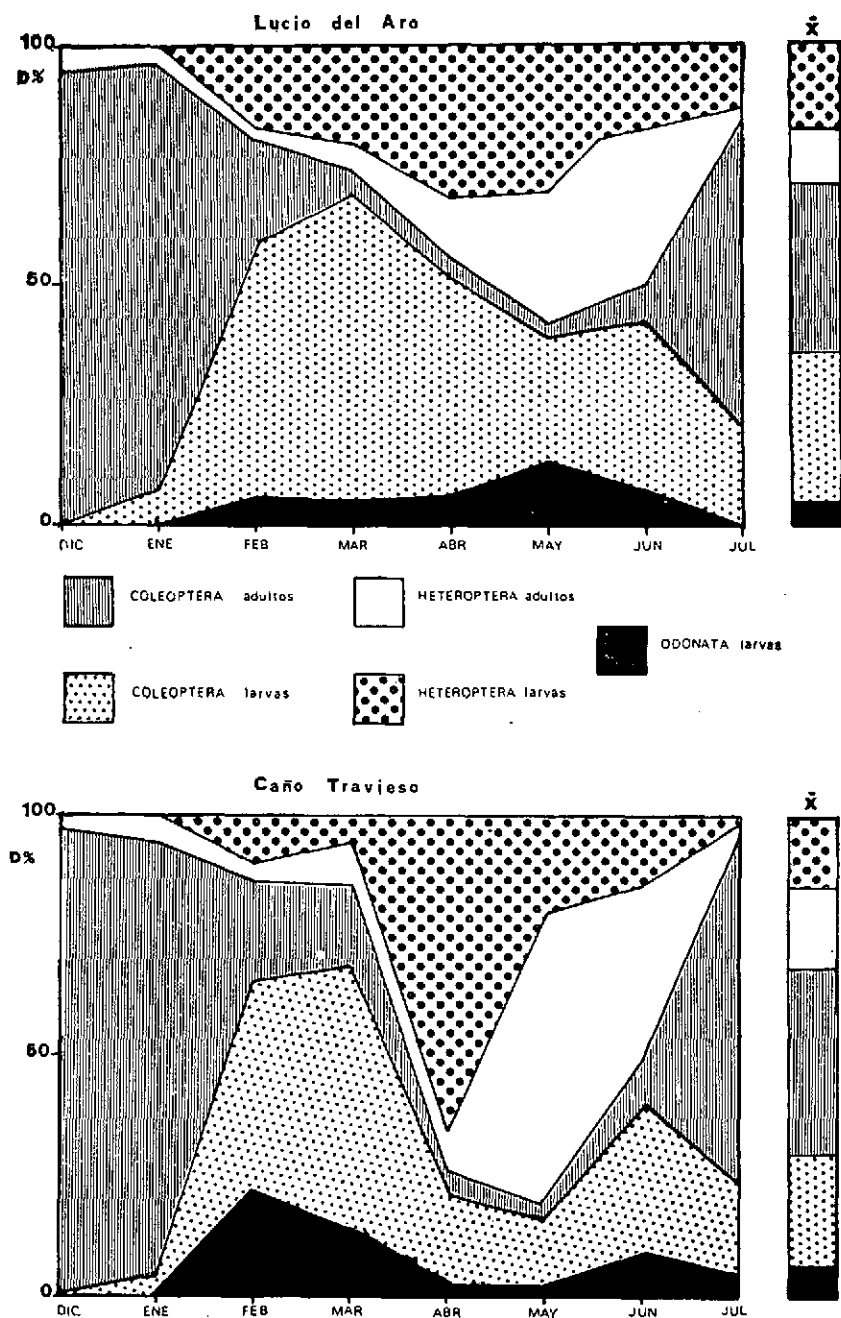 Lucio del Aro
x̄
100
D%
50
0
DIC ENE FEB MAR ABR MAY JUN JUL
COLEOPTERA adultos
HETEROPTERA adultos
ODONATA larvas
COLEOPTERA larvas
HETEROPTERA larvas
Caño Travieso
x̄
100
D%
50
0
DIC ENE FEB MAR ABR MAY JUN JUL